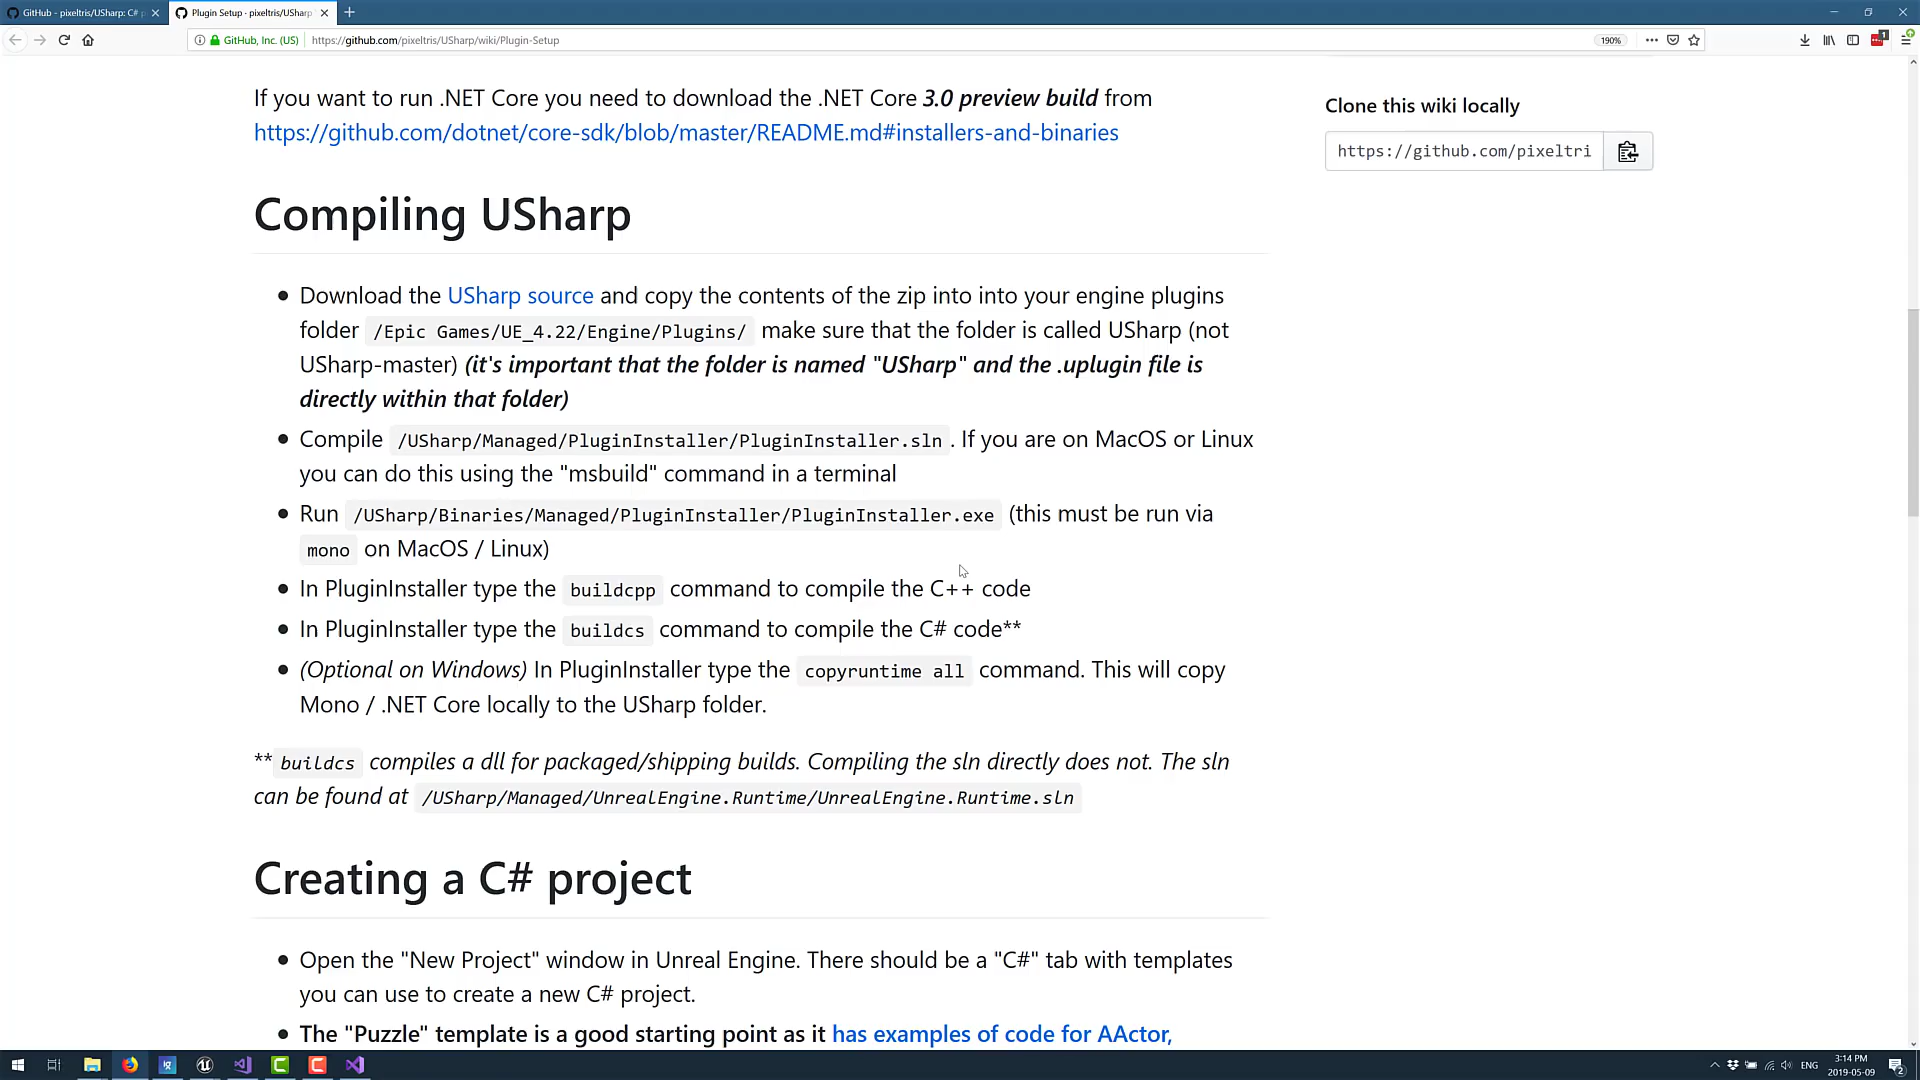 GitHub - pixeltris/USharp: C# p
Plugin Setup · pixeltris/USharp
GitHub, Inc. (US)
https://github.com/pixeltris/USharp/wiki/Plugin-Setup
190%
1
If you want to run .NET Core you need to download the .NET Core 3.0 preview build from
https://github.com/dotnet/core-sdk/blob/master/README.md#installers-and-binaries
Clone this wiki locally
https://github.com/pixeltri
Compiling USharp
Download the USharp source and copy the contents of the zip into into your engine plugins
folder /Epic Games/UE_4.22/Engine/Plugins/ make sure that the folder is called USharp (not
USharp-master) (it's important that the folder is named "USharp" and the .uplugin file is
directly within that folder)
Compile /USharp/Managed/PluginInstaller/PluginInstaller.sln . If you are on MacOS or Linux
you can do this using the "msbuild" command in a terminal
Run /USharp/Binaries/Managed/PluginInstaller/PluginInstaller.exe (this must be run via
mono on MacOS / Linux)
In PluginInstaller type the buildcpp command to compile the C++ code
In PluginInstaller type the buildcs command to compile the C# code**
(Optional on Windows) In PluginInstaller type the copyruntime all command. This will copy
Mono / .NET Core locally to the USharp folder.
** buildcs compiles a dll for packaged/shipping builds. Compiling the sln directly does not. The sln
can be found at /USharp/Managed/UnrealEngine.Runtime/UnrealEngine.Runtime.sln
Creating a C# project
Open the "New Project" window in Unreal Engine. There should be a "C#" tab with templates
you can use to create a new C# project.
The "Puzzle" template is a good starting point as it has examples of code for AActor,
ENG
3:14 PM
2019-05-09
2